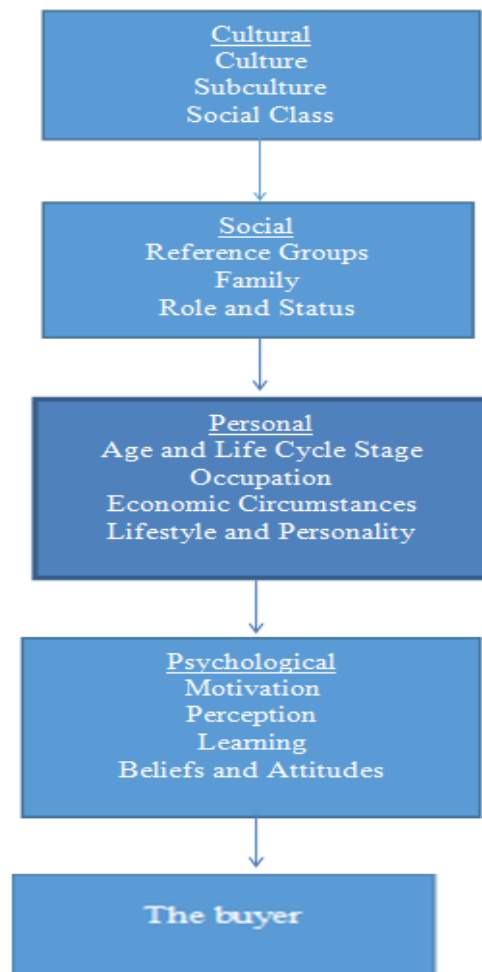 Cultural
Culture
Subculture
Social Class
Social
Reference Groups
Family
Role and Status
Personal
Age and Life Cycle Stage
Occupation
Economic Circumstances
Lifestyle and Personality
Psychological
Motivation
Perception
Learning
Beliefs and Attitudes
The buyer